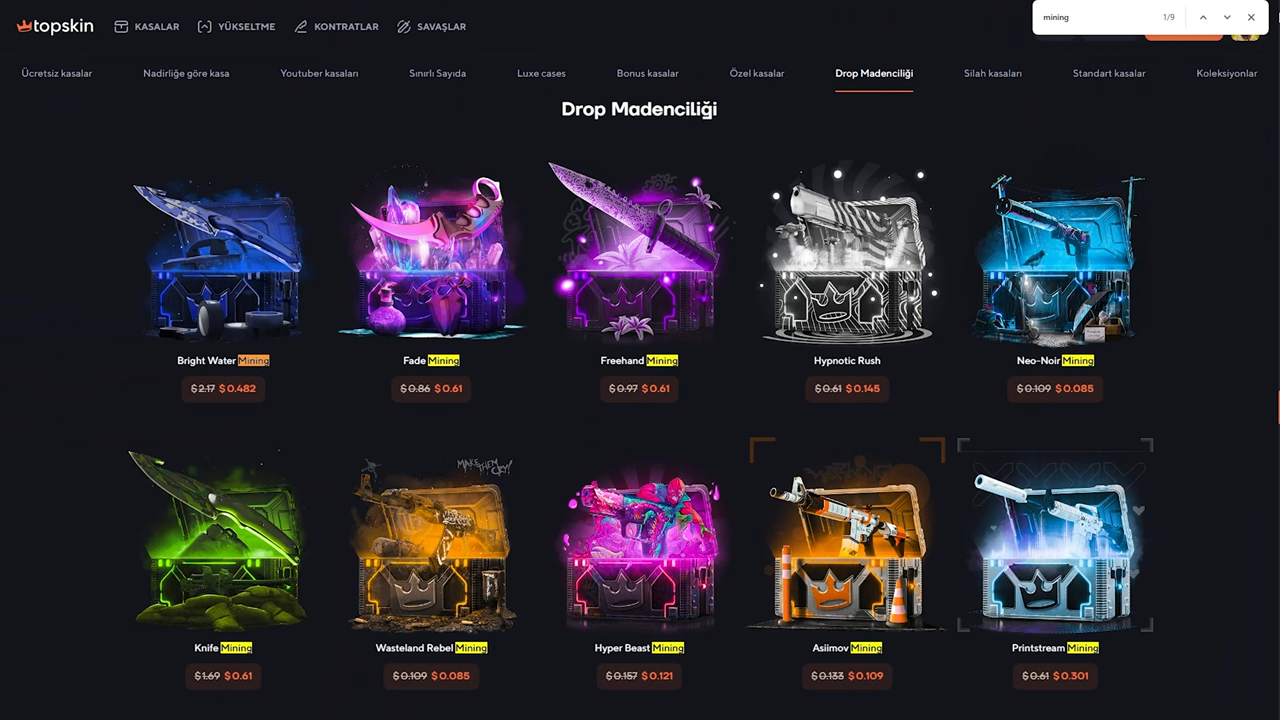 topskin
KASALAR
YÜKSELTME
KONTRATLAR
SAVAŞLAR
mining
1/9
Ücretsiz kasalar
Nadirliğe göre kasa
Youtuber kasaları
Sınırlı Sayıda
Luxe cases
Bonus kasalar
Özel kasalar
Drop Madenciliği
Silah kasaları
Standart kasalar
Koleksiyonlar
Drop Madenciliği
Bright Water Mining
Fade Mining
Freehand Mining
Hypnotic Rush
Neo-Noir Mining
$2.17 $0.482
$0.86 $0.61
$0.97 $0.61
$0.61 $0.145
$0.109 $0.085
MAKE THEM CRY!
Knife Mining
Wasteland Rebel Mining
Hyper Beast Mining
Asiimov Mining
Printstream Mining
$1.69 $0.61
$0.109 $0.085
$0.157 $0.121
$0.133 $0.109
$0.61 $0.301